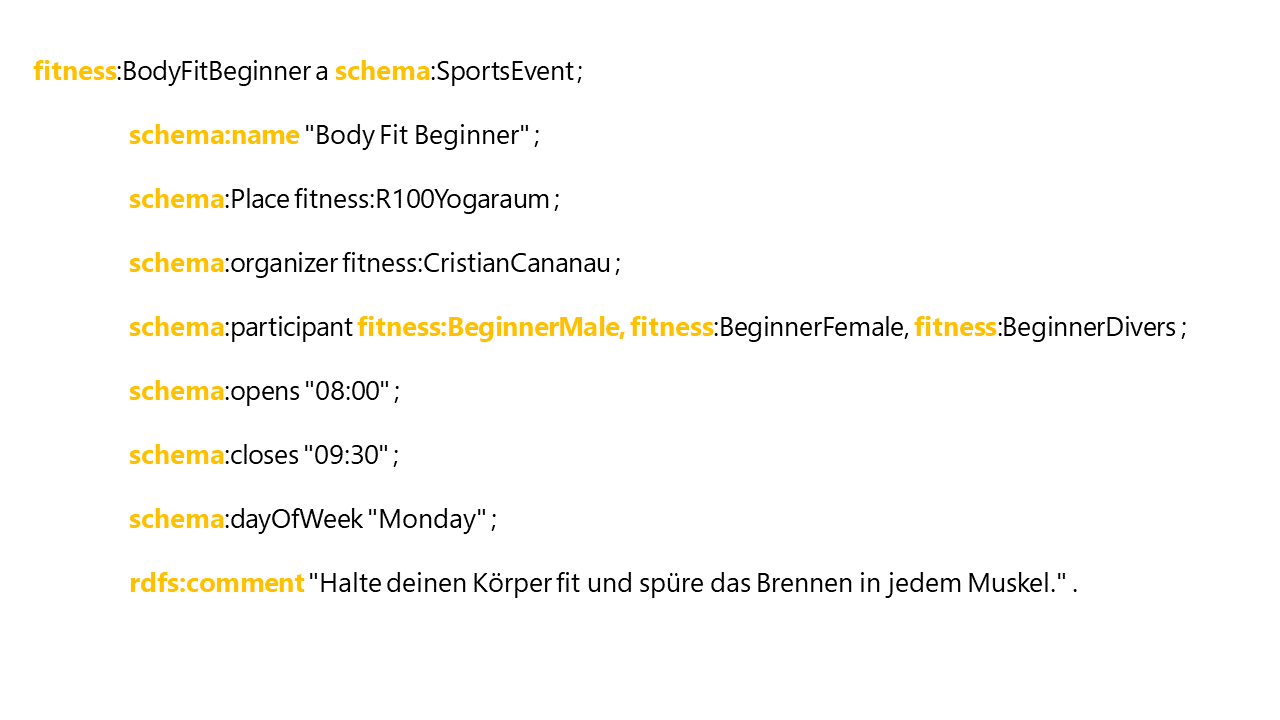 fitness:BodyFitBeginner a schema:SportsEvent ;
schema:name "Body Fit Beginner" ;
schema:Place fitness:R100Yogaraum ;
schema:organizer fitness:CristianCananau ;
schema:participant fitness:BeginnerMale, fitness:BeginnerFemale, fitness:BeginnerDivers ;
schema:opens "08:00" ;
schema:closes "09:30" ;
schema:dayOfWeek "Monday" ;
rdfs:comment "Halte deinen Körper fit und spüre das Brennen in jedem Muskel." .